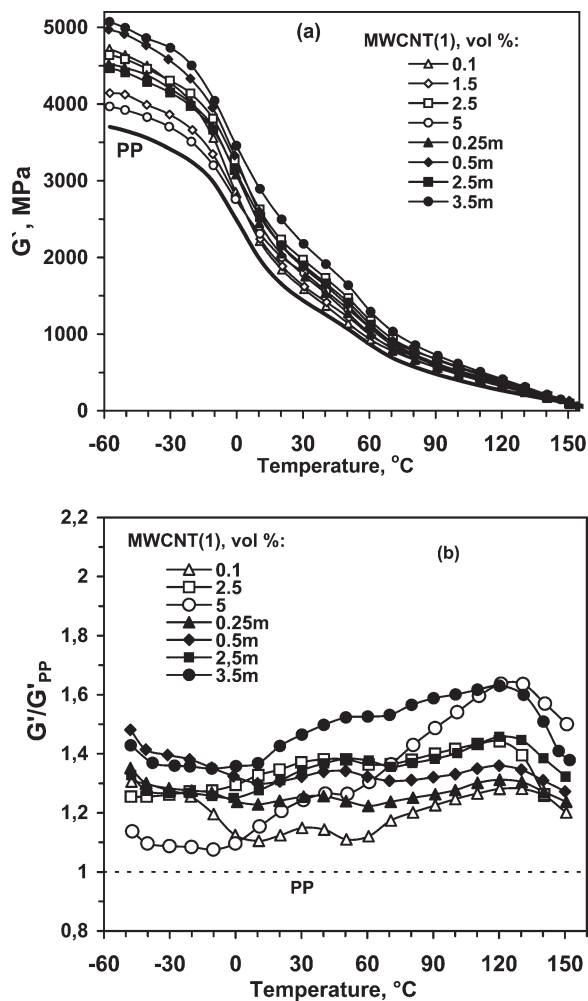 (a)
MWCNT(1), vol %:
0.1
1.5
2.5
5
0.25m
0.5m
2.5m
3.5m
PP
G`, MPa
5000
4000
3000
2000
1000
0
-60 -30 0 30 60 90 120 150
Temperature, °C
2,2
2
1,8
1,6
1,4
1,2
1
0,8
G'/G'PP
MWCNT(1), vol %:
(b)
0.1
2.5
5
0.25m
0.5m
2,5m
3.5m
PP
-60 -30 0 30 60 90 120 150
Temperature, °C